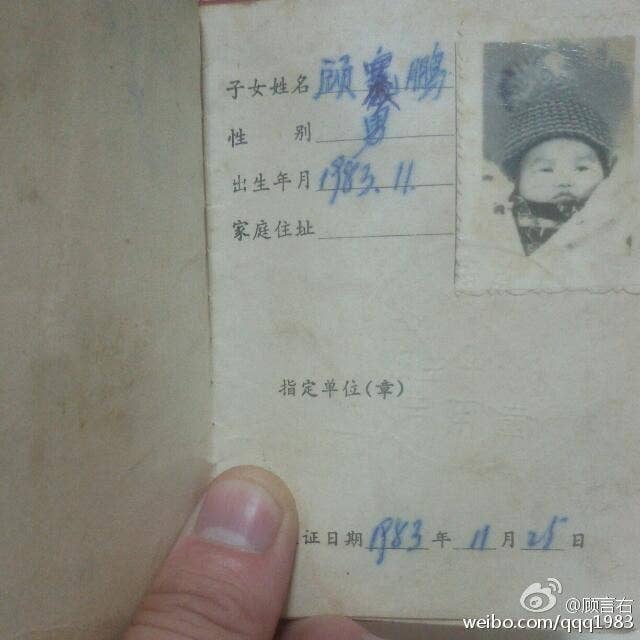 子女姓名 顾 鹏
性 别 男
出生年月 1983.11.
家庭住址
指定单位(章)
证日期 1983 年 11 月 25 日
@顾言右
weibo.com/qqq1983